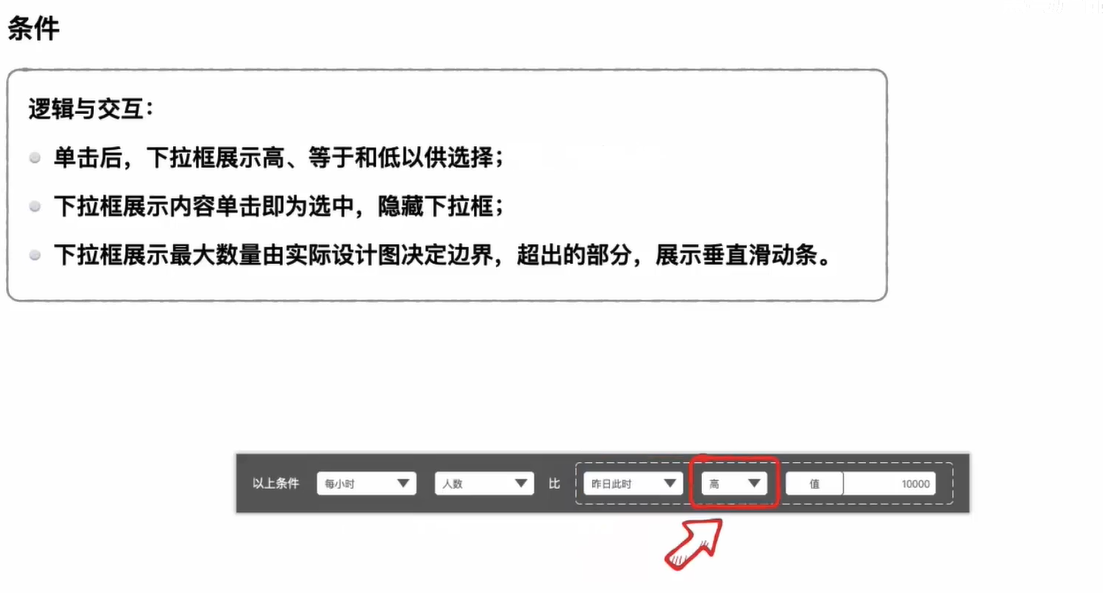 条件
逻辑与交互：
单击后，下拉框展示高、等于和低以供选择；
下拉框展示内容单击即为选中，隐藏下拉框；
下拉框展示最大数量由实际设计图决定边界，超出的部分，展示垂直滑动条。
以上条件 每小时 人数 比 昨日此时 高 值 10000